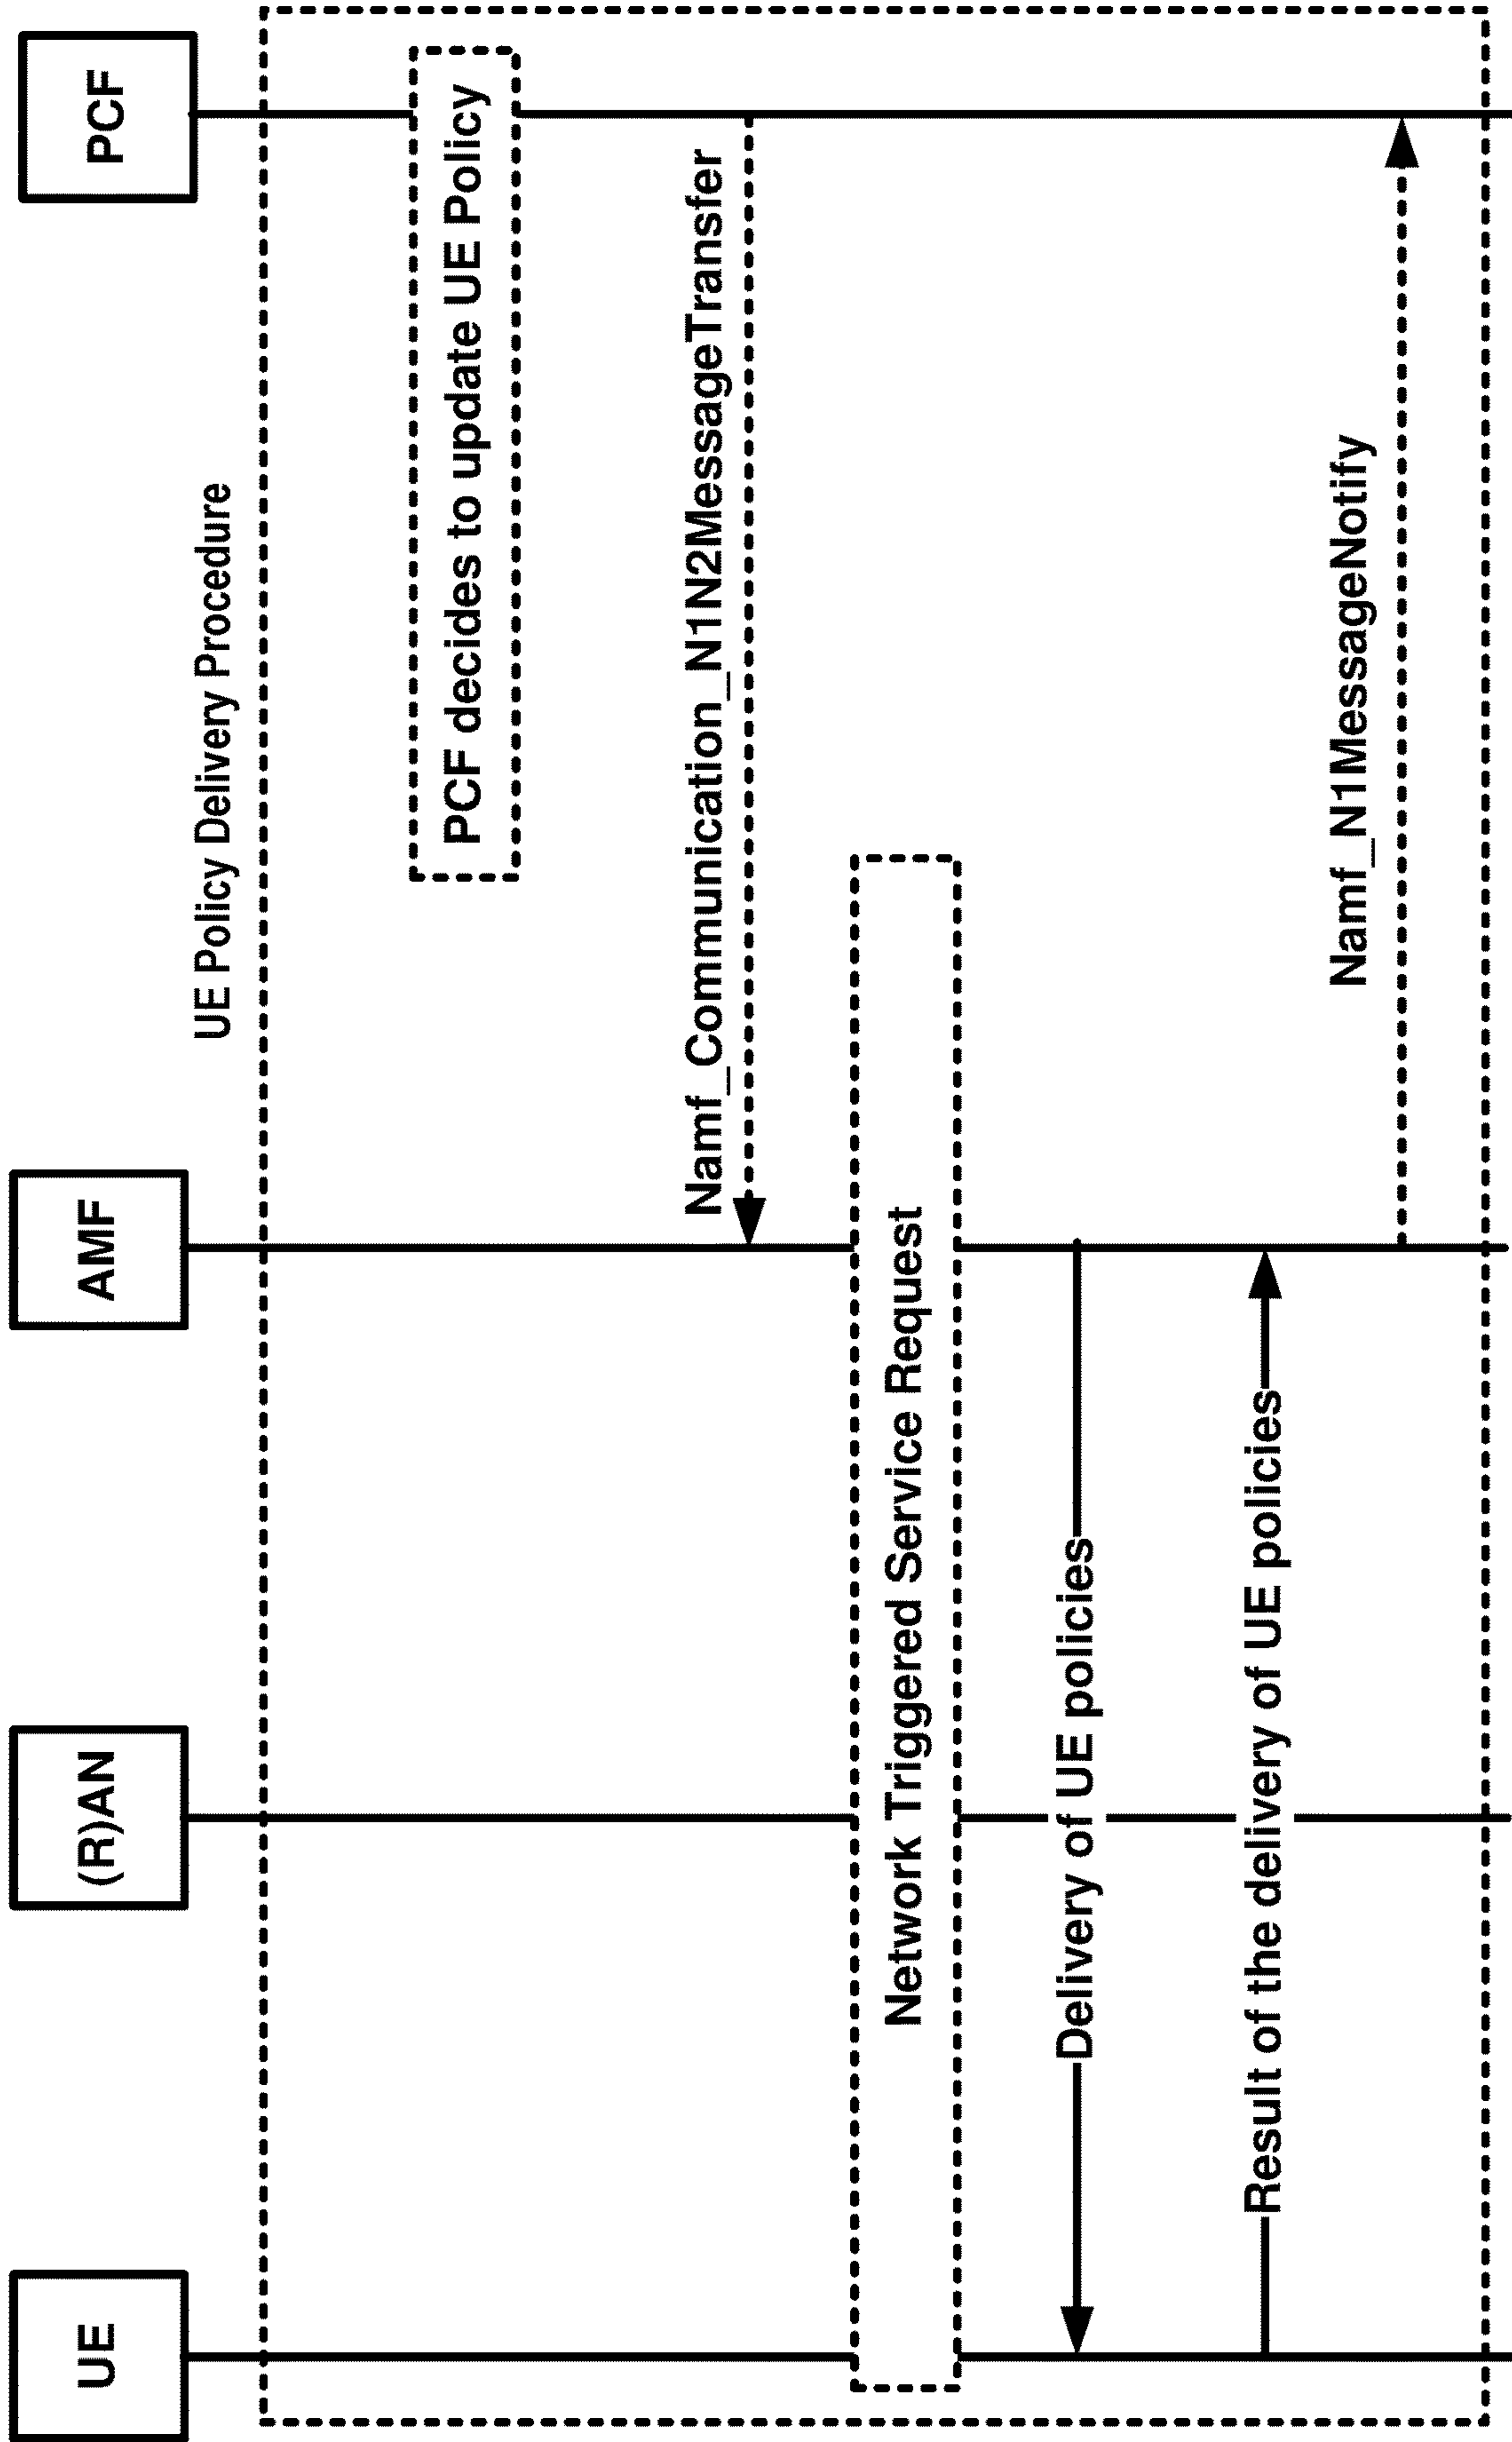 UE
(R)AN
AMF
PCF
UE Policy Delivery Procedure
PCF decides to update UE Policy
Namf_Communication_N1N2MessageTransfer
Network Triggered Service Request
Delivery of UE policies
Result of the delivery of UE policies
Namf_N1MessageNotify